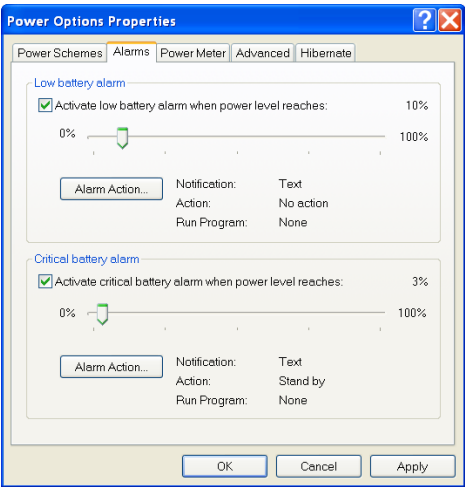 Power Options Properties
Power Schemes Alarms Power Meter Advanced Hibernate
Low battery alarm
Activate low battery alarm when power level reaches: 10%
0% 100%
Alarm Action... Notification: Text
Action: No action
Run Program: None
Critical battery alarm
Activate critical battery alarm when power level reaches: 3%
0% 100%
Alarm Action... Notification: Text
Action: Stand by
Run Program: None
OK Cancel Apply